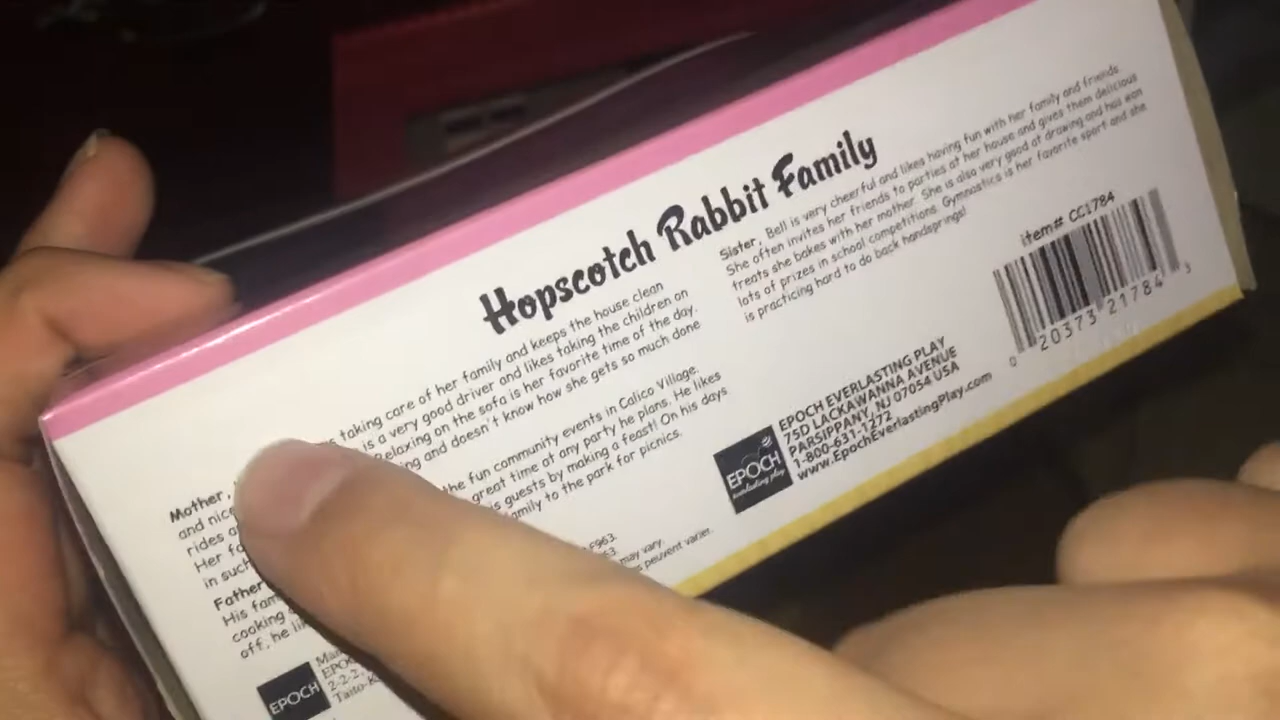 Hopscotch Rabbit Family
Mother, taking care of her family and keeps the house clean
and nice is a very good driver and likes taking the children on
rides Relaxing on the sofa is her favorite time of the day.
Her and doesn't know how she gets so much done
in such
Father the fun community events in Calico Village.
His great time at any party he plans. He likes
cooking guests by making a feast! On his days
off, he family to the park for picnics.
F963.
may vary.
peuvent varier.
EPOCH
EPOCH
2-2-2,
Sister, Bell is very cheerful and likes having fun with her family and friends.
She often invites her friends to parties at her house and gives them delicious
treats she bakes with her mother. She is also very good at drawing and has won
lots of prizes in school competitions. Gymnastics is her favorite sport and she
is practicing hard to do back handsprings!
EPOCH
everlasting play
EPOCH EVERLASTING PLAY
75D LACKAWANNA AVENUE
PARSIPPANY, NJ 07054 USA
1-800-631-1272
www.EpochEverlastingPlay.com
item# CC1784
0 20373 21784 3